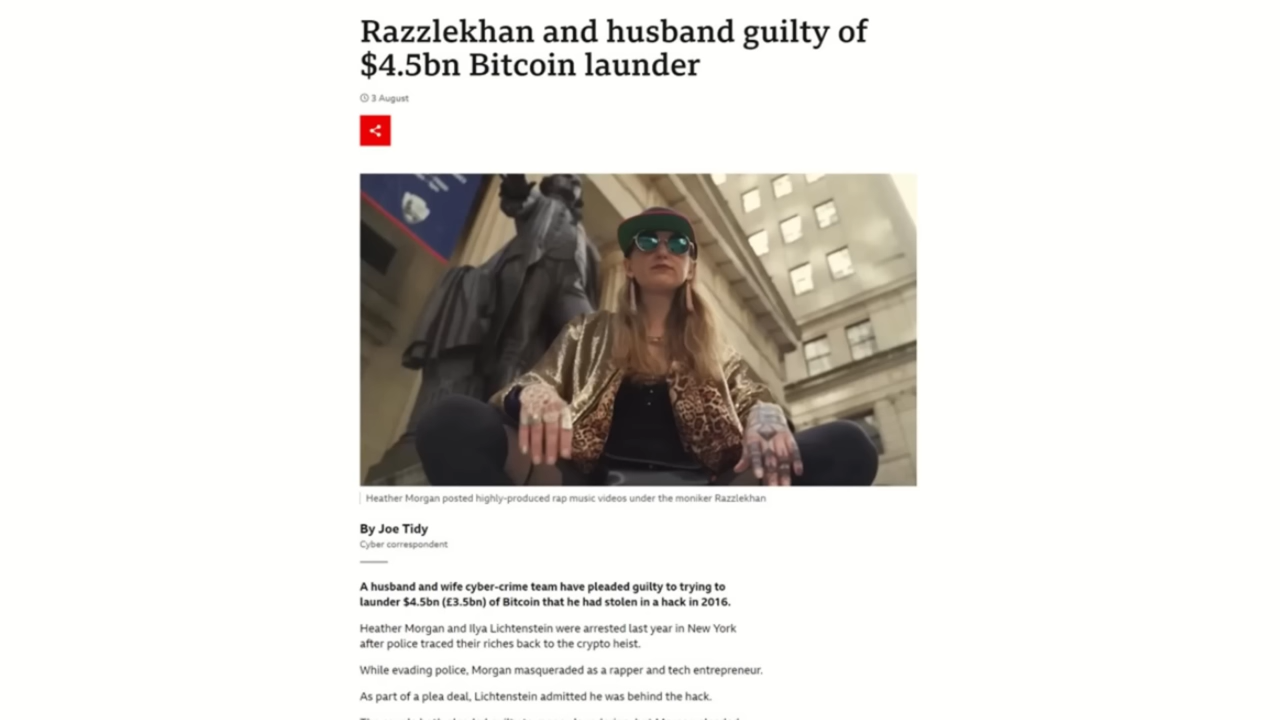 Razzlekhan and husband guilty of
$4.5bn Bitcoin launder
3 August
Heather Morgan posted highly-produced rap music videos under the moniker Razzlekhan
By Joe Tidy
Cyber correspondent
A husband and wife cyber-crime team have pleaded guilty to trying to
launder $4.5bn (£3.5bn) of Bitcoin that he had stolen in a hack in 2016.
Heather Morgan and Ilya Lichtenstein were arrested last year in New York
after police traced their riches back to the crypto heist.
While evading police, Morgan masqueraded as a rapper and tech entrepreneur.
As part of a plea deal, Lichtenstein admitted he was behind the hack.